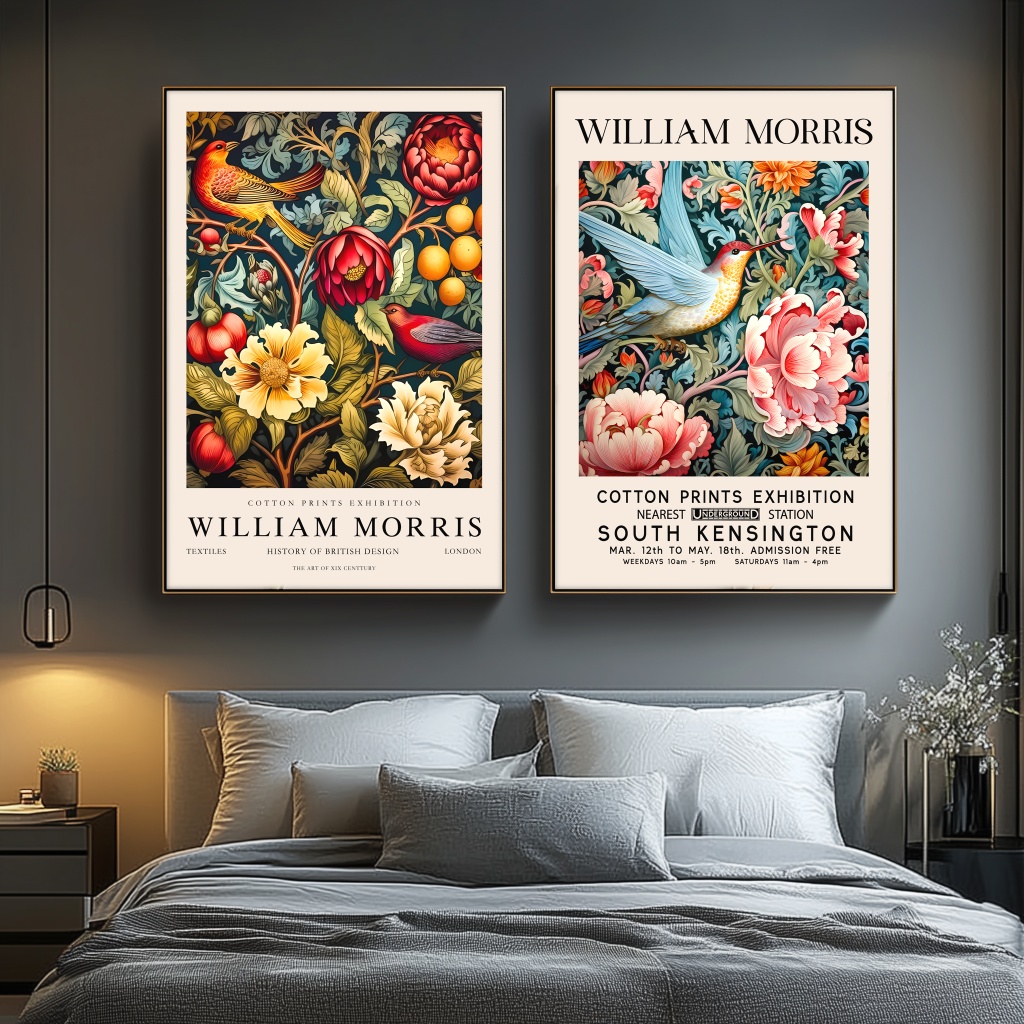 COTTON PRINTS EXHIBITION
WILLIAM MORRIS
TEXTILES HISTORY OF BRITISH DESIGN LONDON
THE ART OF XIX CENTTURY
WILLIAM MORRIS
COTTON PRINTS EXHIBITION
NEAREST UNDERGROUND STATION
SOUTH KENSINGTON
MAR. 12th TO MAY. 18th. ADMISSION FREE
WEEKDAYS 10am - 5pm SATURDAYS 11am - 4pm